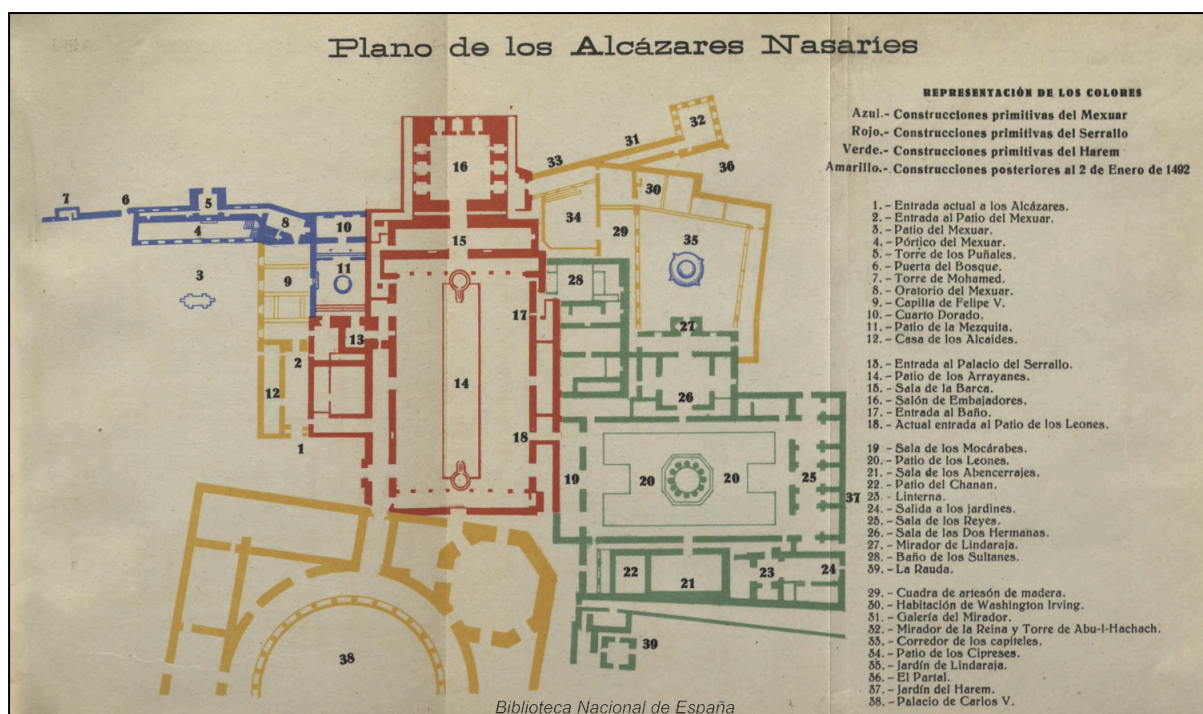 Plano de los Alcázares Nasaríes
REPRESENTACIÓN DE LOS COLORES
Azul.- Construcciones primitivas del Mexuar
Rojo.- Construcciones primitivas del Serrallo
Verde.- Construcciones primitivas del Harem
Amarillo.- Construcciones posteriores al 2 de Enero de 1492
1. - Entrada actual a los Alcázares.
2. - Entrada al Patio del Mexuar.
3. - Patio del Mexuar.
4. - Pórtico del Mexuar.
5. - Torre de los Puñales.
6. - Puerta del Bosque.
7. - Torre de Mohamed.
8. - Oratorio del Mexuar.
9. - Capilla de Felipe V.
10. - Cuarto Dorado.
11. - Patio de la Mezquita.
12. - Casa de los Alcaides.
13. - Entrada al Palacio del Serrallo.
14. - Patio de los Arrayanes.
15. - Sala de la Barca.
16. - Salón de Embajadores.
17. - Entrada al Baño.
18. - Actual entrada al Patio de los Leones.
19 - Sala de los Mocárabes.
20. - Patio de los Leones.
21. - Sala de los Abencerrajes.
22. - Patio del Chanan.
23. - Linterna.
24. - Salida a los jardines.
25. - Sala de los Reyes.
26. - Sala de las Dos Hermanas.
27. - Mirador de Lindaraja.
28. - Baño de los Sultanes.
39. - La Rauda.
29. - Cuadra de artesón de madera.
30. - Habitación de Washington Irving.
31. - Galería del Mirador.
32. - Mirador de la Reina y Torre de Abu-l-Hachach.
33. - Corredor de los capiteles.
34. - Patio de los Cipreses.
35. - Jardín de Lindaraja.
36. - El Partal.
37. - Jardín del Harem.
38. - Palacio de Carlos V.
32
31
33
36
16
30
7
6
5
8
4
10
34
29
35
15
3
9
11
28
17
27
13
2
14
12
26
18
1
19
20
20
25
37
22
21
23
24
39
38
Biblioteca Nacional de España